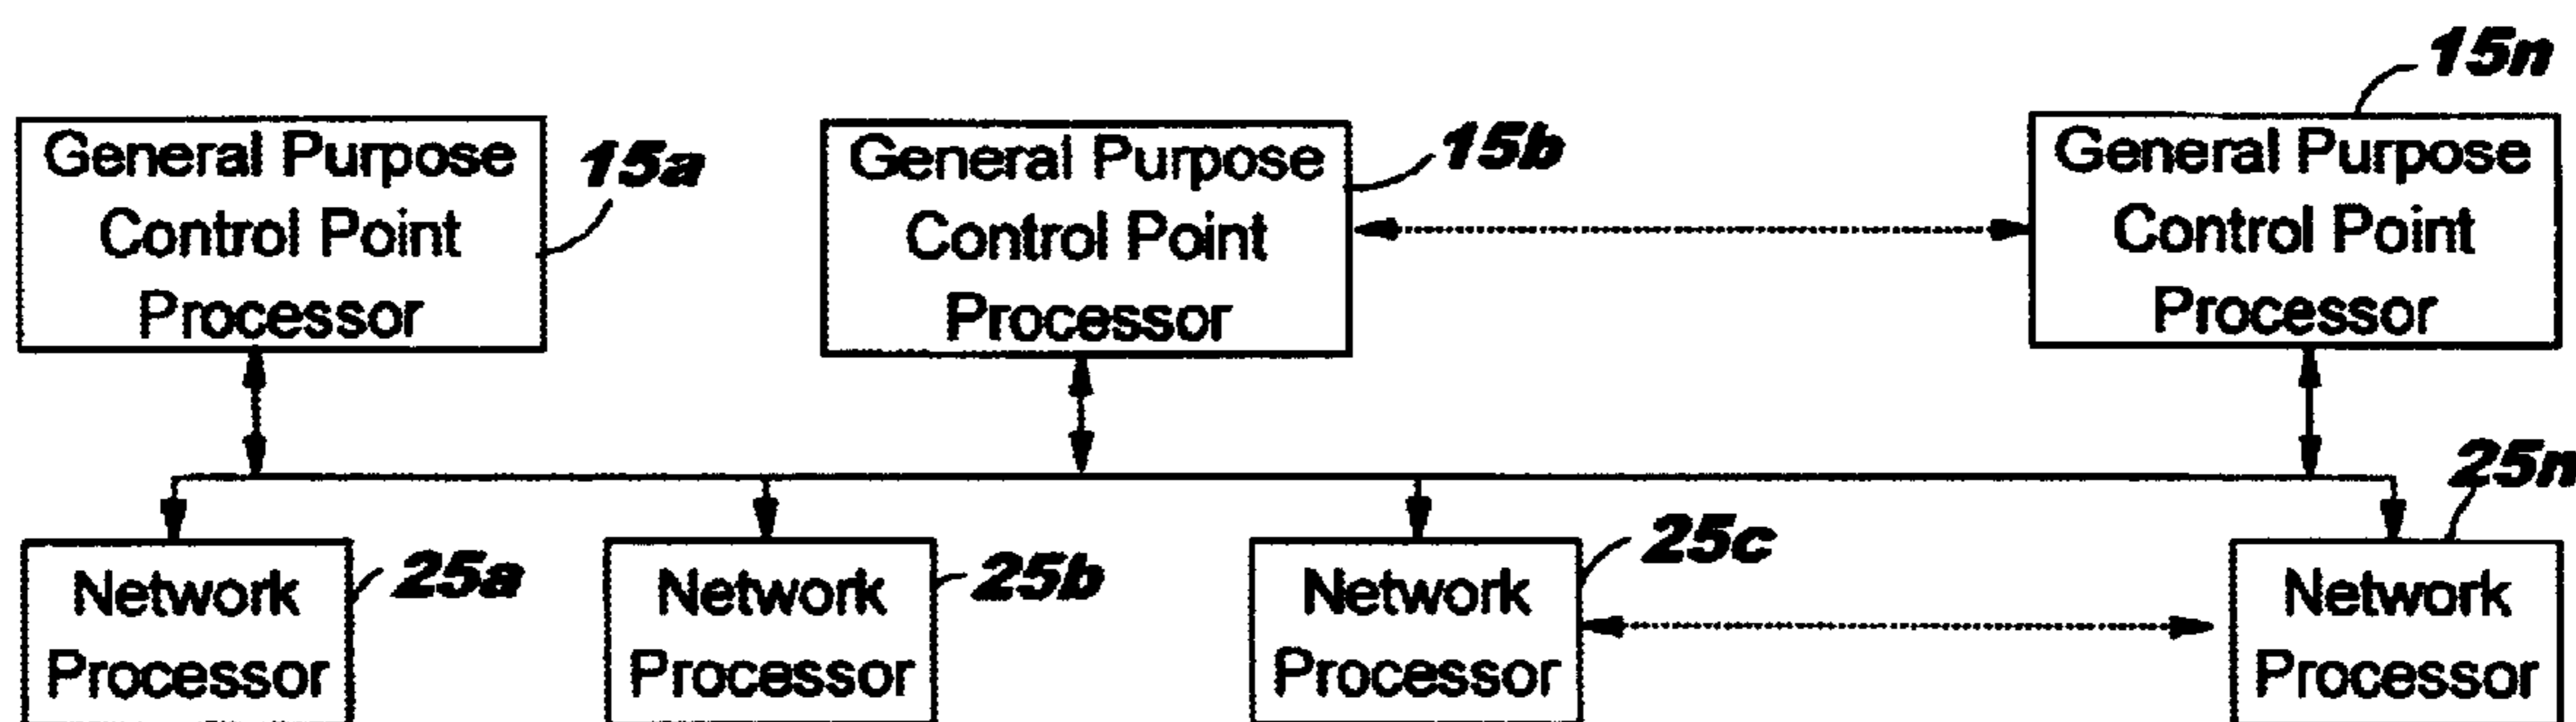 15n
General Purpose
Control Point
Processor
15a
General Purpose
Control Point
Processor
15b
General Purpose
Control Point
Processor
25n
Network
Processor
25a
Network
Processor
25b
Network
Processor
25c
Network
Processor